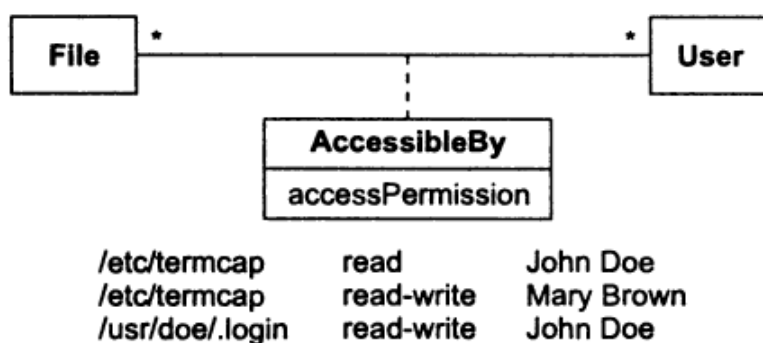 File * * User
AccessibleBy
accessPermission
/etc/termcap read John Doe
/etc/termcap read-write Mary Brown
/usr/doe/.login read-write John Doe